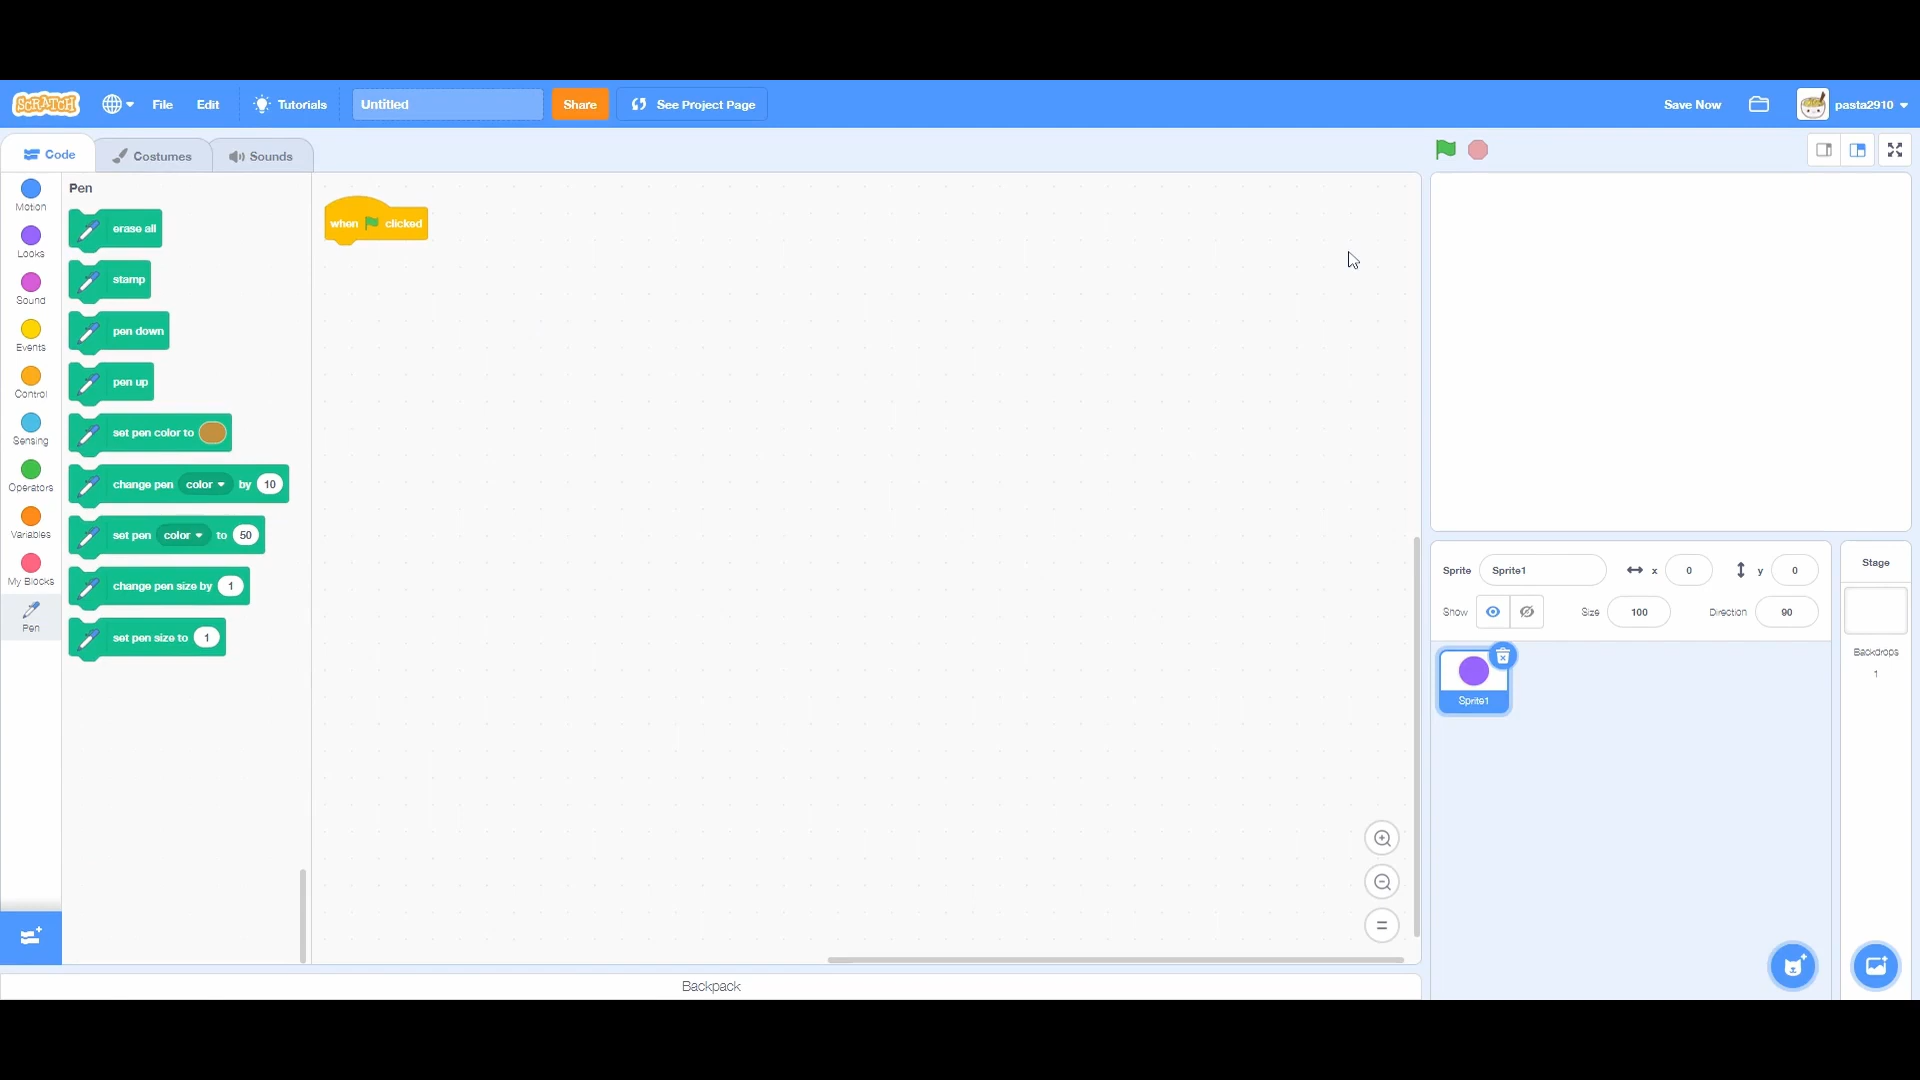 SCRATCH File Edit Tutorials Untitled Share See Project Page Save Now pasta2910
Code Costumes Sounds
Motion
Looks
Sound
Events
Control
Sensing
Operators
Variables
My Blocks
Pen
Pen
erase all
stamp
pen down
pen up
set pen color to
change pen color by 10
set pen color to 50
change pen size by 1
set pen size to 1
when clicked
Backpack
Sprite Sprite1 x 0 y 0
Show Size 100 Direction 90
Sprite1
Stage
Backdrops
1